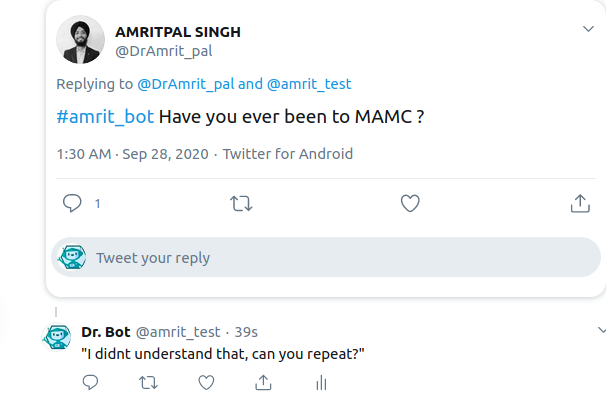 AMRITPAL SINGH
@DrAmrit_pal
Replying to @DrAmrit_pal and @amrit_test
#amrit_bot Have you ever been to MAMC ?
1:30 AM · Sep 28, 2020 · Twitter for Android
1
Tweet your reply
Dr. Bot @amrit_test · 39s
"I didnt understand that, can you repeat?"